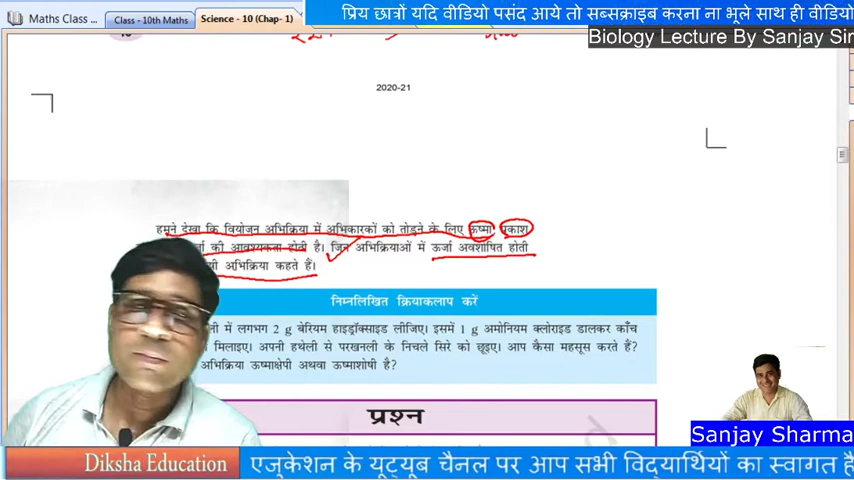 Maths Class ...
Class - 10th Maths
Science - 10 (Chap- 1)
प्रिय छात्रों यदि वीडियो पसंद आये तो सब्सक्राइब करना ना भूले साथ ही वीडियो
Biology Lecture By Sanjay Sir
2020-21
हमने देखा कि वियोजन अभिक्रिया में अभिकारकों को तोड़ने के लिए ऊष्मा प्रकाश
की आवश्यकता होती है। जिन अभिक्रियाओं में ऊर्जा अवशोषित होती
अभिक्रिया कहते हैं।
निम्नलिखित क्रियाकलाप करें
में लगभग 2 g बेरियम हाइड्रॉक्साइड लीजिए। इसमें 1 g अमोनियम क्लोराइड डालकर काँच
मिलाइए। अपनी हथेली से परखनली के निचले सिरे को छूइए। आप कैसा महसूस करते हैं?
अभिक्रिया ऊष्माक्षेपी अथवा ऊष्माशोषी है?
प्रश्न
d
Sanjay Sharma
Diksha Education
एजूकेशन के यूट्यूब चैनल पर आप सभी विद्यार्थियों का स्वागत है